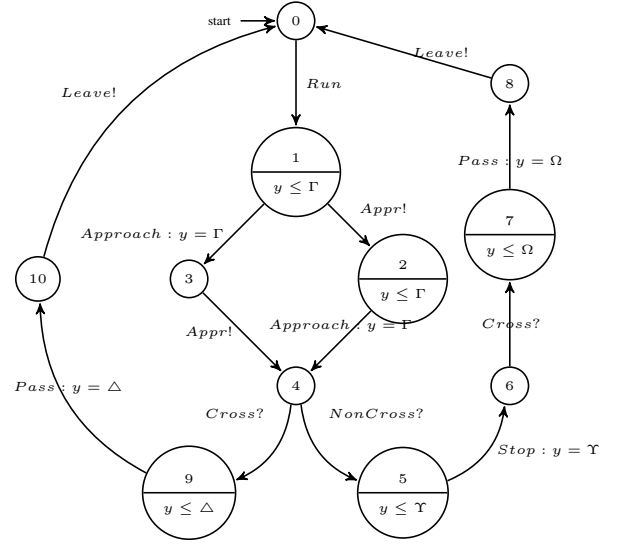 start
0
Leave!
Leave!
8
Run
1
y ≤ Γ
Pass : y = Ω
Appr!
Approach : y = Γ
7
y ≤ Ω
10
3
2
y ≤ Γ
Appr!
Approach : y = Γ
Cross?
Pass : y = △
4
6
Cross?
NonCross?
Stop : y = ϒ
9
y ≤ △
5
y ≤ ϒ